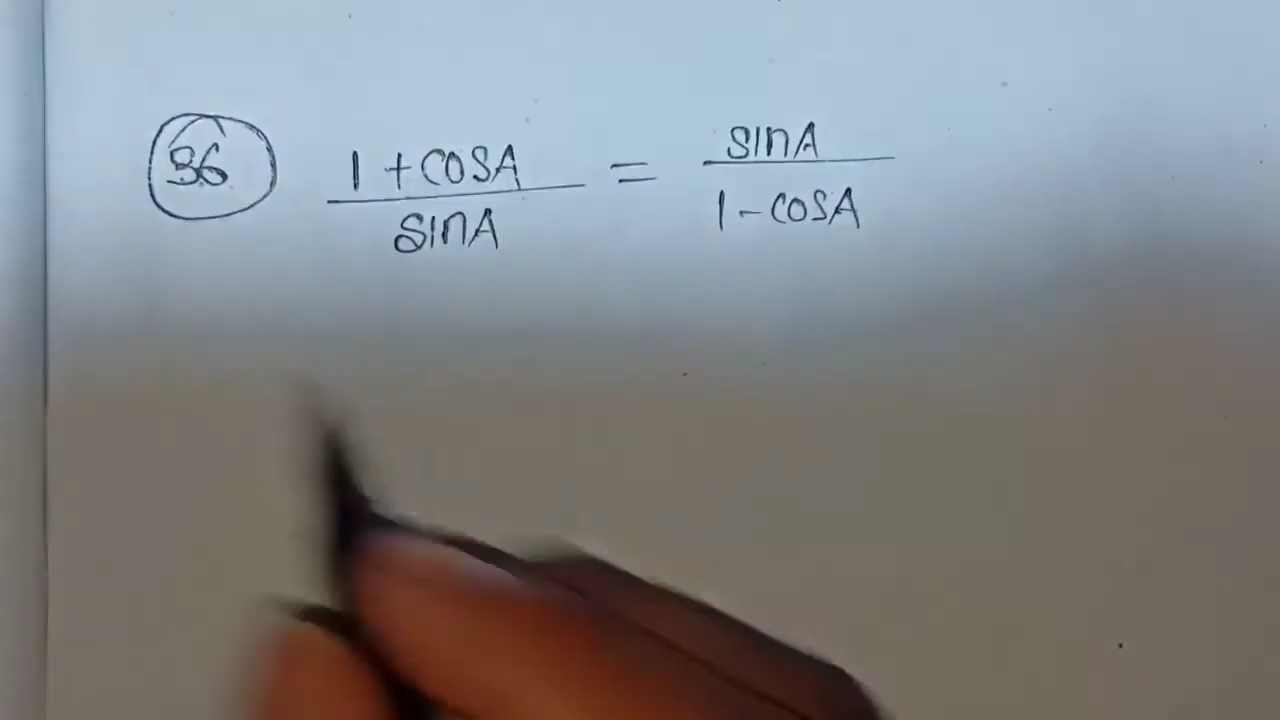 36 1 + COSA / SINA = SINA / 1 - COSA